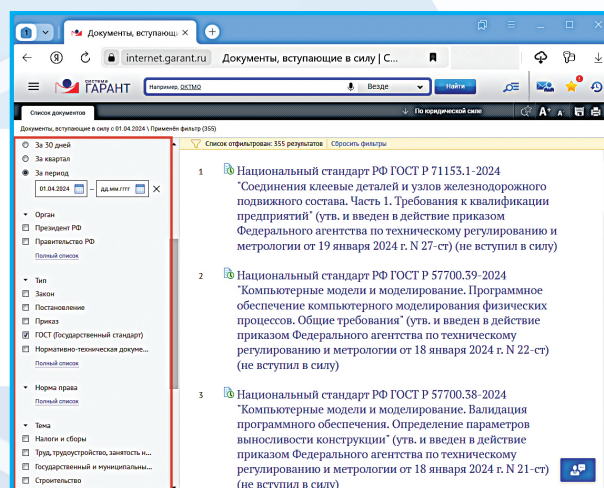 1
Документы, вступающи
internet.garant.ru Документы, вступающие в силу | С...
СИСТЕМА
ГАРАНТ
Например, ОКТМО
Везде
Найти
Список документов
По юридической силе
А+ А
Документы, вступающие в силу с 01.04.2024 \ Применён фильтр (355)
За 30 дней
За квартал
За период
01.04.2024 – дд.мм.гггг
Орган
Президент РФ
Правительство РФ
Полный список
Тип
Закон
Постановление
Приказ
ГОСТ (Государственный стандарт)
Нормативно-техническая докуме...
Полный список
Норма права
Полный список
Тема
Налоги и сборы
Труд, трудоустройство, занятость н...
Государственный и муниципальны...
Строительство
Список отфильтрован: 355 результатов Сбросить фильтры
1 Национальный стандарт РФ ГОСТ Р 71153.1-2024
"Соединения клеевые деталей и узлов железнодорожного
подвижного состава. Часть 1. Требования к квалификации
предприятий" (утв. и введен в действие приказом
Федерального агентства по техническому регулированию и
метрологии от 19 января 2024 г. N 27-ст) (не вступил в силу)
2 Национальный стандарт РФ ГОСТ Р 57700.39-2024
"Компьютерные модели и моделирование. Программное
обеспечение компьютерного моделирования физических
процессов. Общие требования" (утв. и введен в действие
приказом Федерального агентства по техническому
регулированию и метрологии от 18 января 2024 г. N 22-ст)
(не вступил в силу)
3 Национальный стандарт РФ ГОСТ Р 57700.38-2024
"Компьютерные модели и моделирование. Валидация
программного обеспечения. Определение параметров
выносливости конструкции" (утв. и введен в действие
приказом Федерального агентства по техническому
регулированию и метрологии от 18 января 2024 г. N 21-ст)
(не вступил в силу)